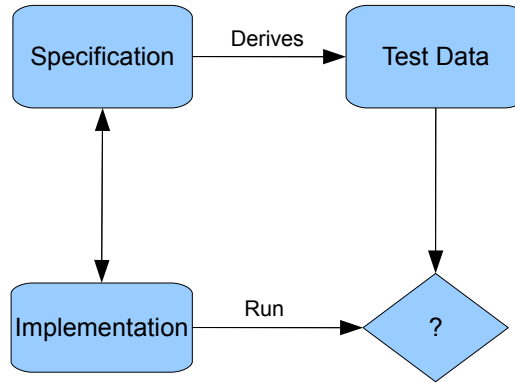 Specification
Derives
Test Data
Implementation
Run
?